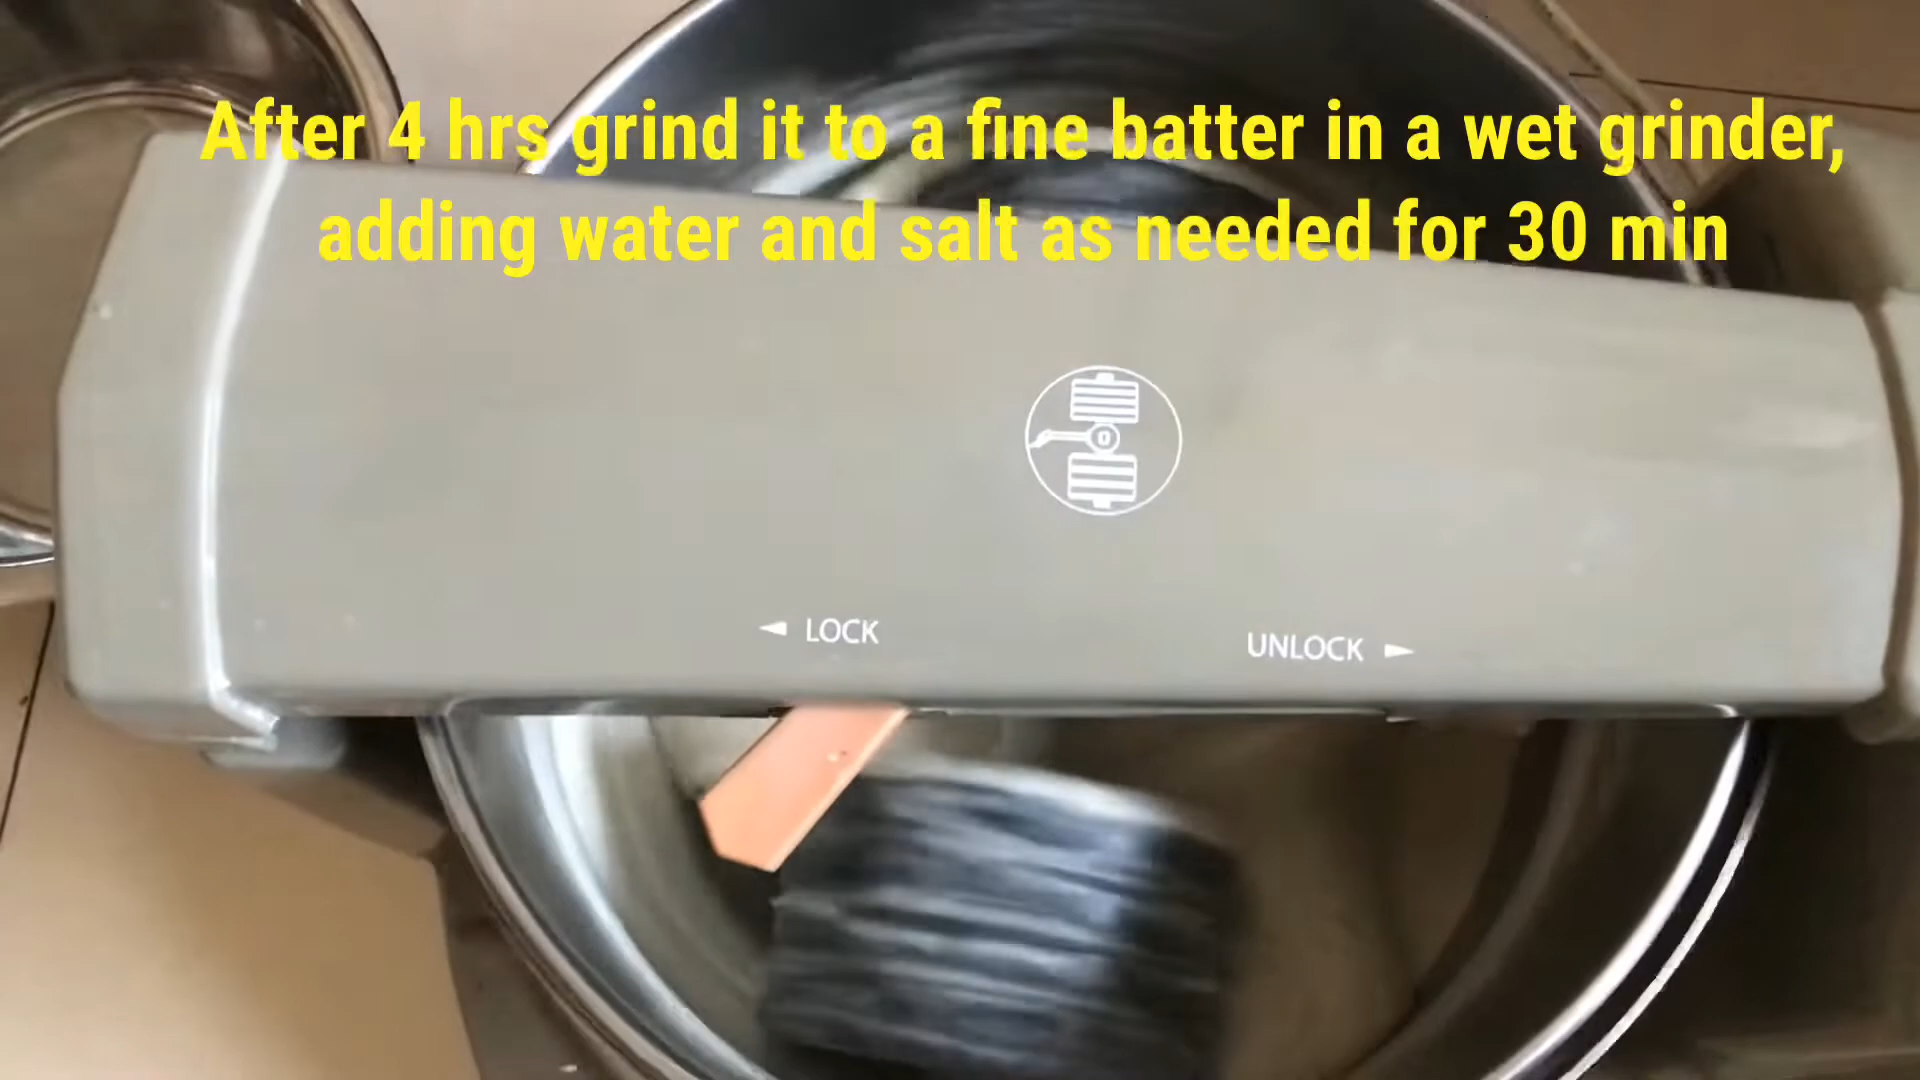 After 4 hrs grind it to a fine batter in a wet grinder,
adding water and salt as needed for 30 min
LOCK
UNLOCK